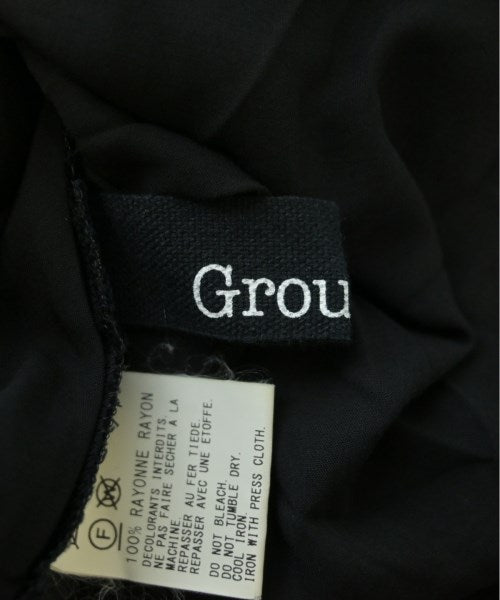 Grou
F
100% RAYONNE RAYON
DECOLORANTS INTERDITS.
NE PAS FAIRE SECHER A LA
MACHINE.
REPASSER AU FER TIEDE.
REPASSER AVEC UNE ETOFFE.
DO NOT BLEACH.
DO NOT TUMBLE DRY.
COOL IRON.
IRON WITH PRESS CLOTH.